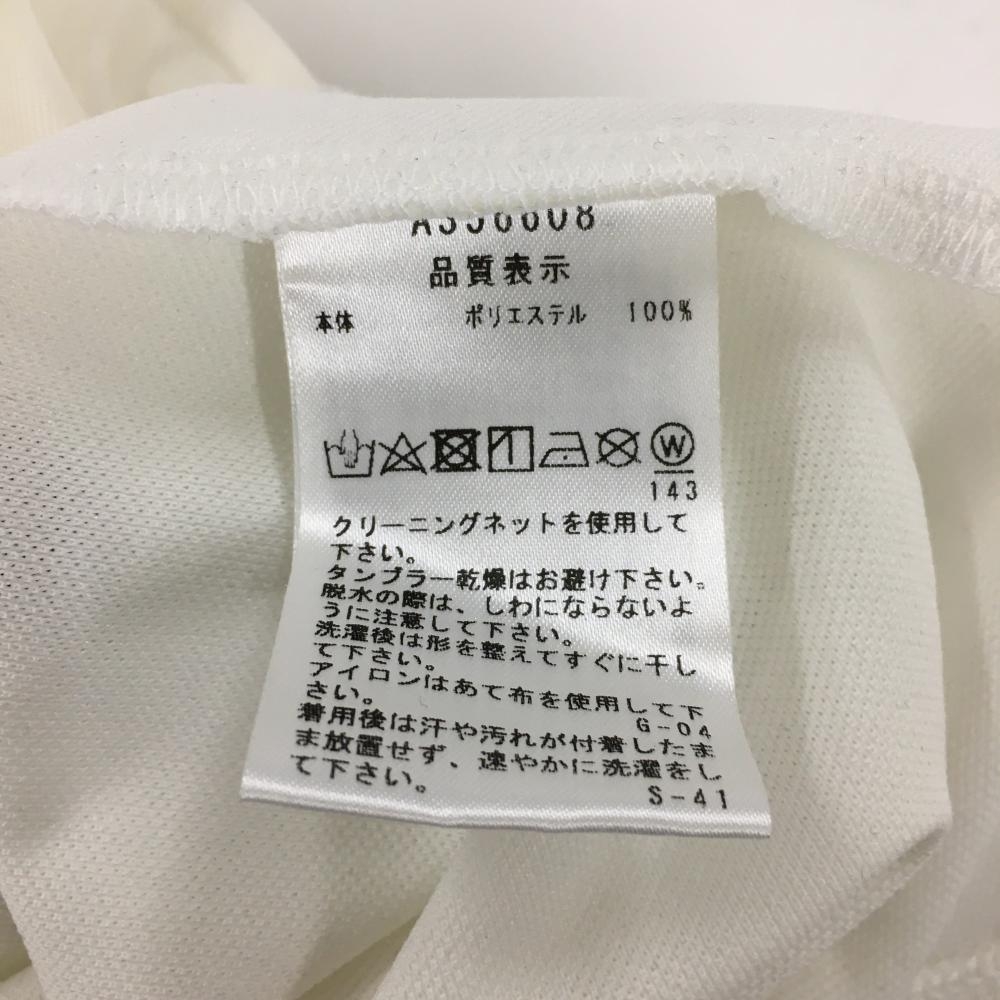 品質表示
本体 ポリエステル 100%
W
143
クリーニングネットを使用して
下さい。
タンブラー乾燥はお避け下さい。
脱水の際は、しわにならないよ
うに注意して下さい。
洗濯後は形を整えてすぐに干し
て下さい。
アイロンはあて布を使用して下
さい。
G-04
着用後は汗や汚れが付着したま
ま放置せず、速やかに洗濯をし
て下さい。
S-41